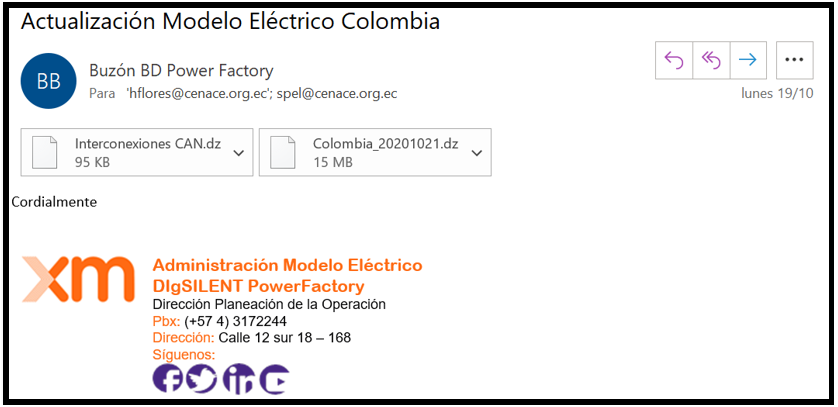 Actualización Modelo Eléctrico Colombia
BB
Buzón BD Power Factory
Para 'hflores@cenace.org.ec'; spel@cenace.org.ec
lunes 19/10
Interconexiones CAN.dz
95 KB
Colombia_20201021.dz
15 MB
Cordialmente
xm
Administración Modelo Eléctrico
DIgSILENT PowerFactory
Dirección Planeación de la Operación
Pbx: (+57 4) 3172244
Dirección: Calle 12 sur 18 – 168
Síguenos: